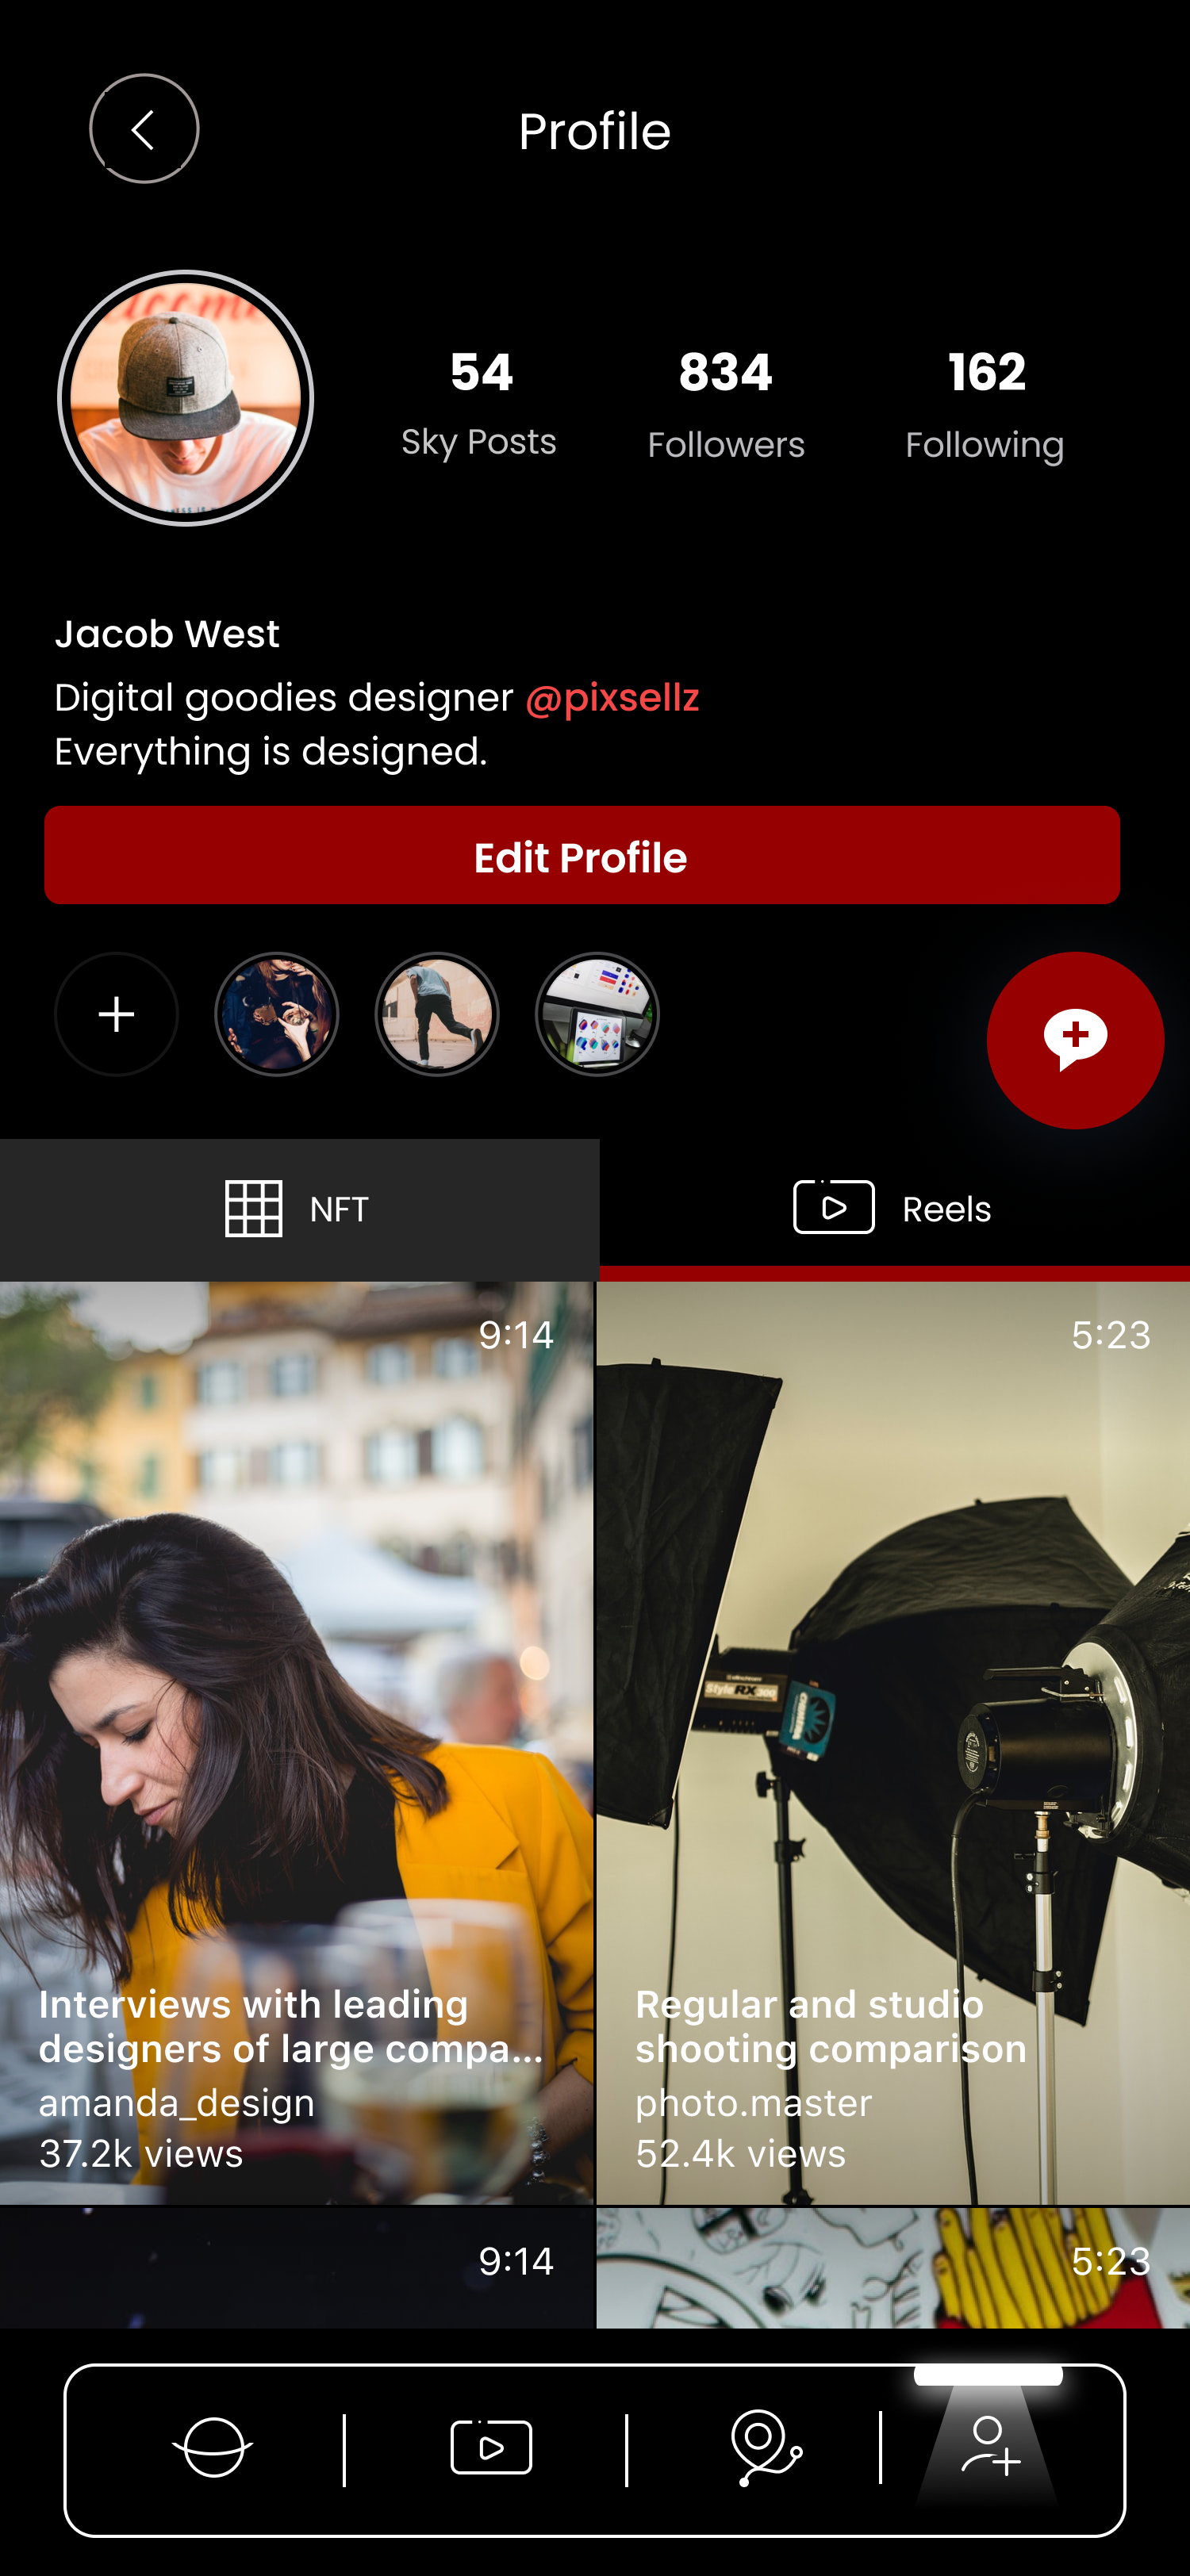 Profile
54
834
162
Sky Posts
Followers
Following
Jacob West
Digital goodies designer @pixsellz
Everything is designed.
Edit Profile
NFT
Reels
9:14
5:23
StyleRX 300
Interviews with leading
designers of large compa...
amanda_design
37.2k views
Regular and studio
shooting comparison
photo.master
52.4k views
9:14
5:23